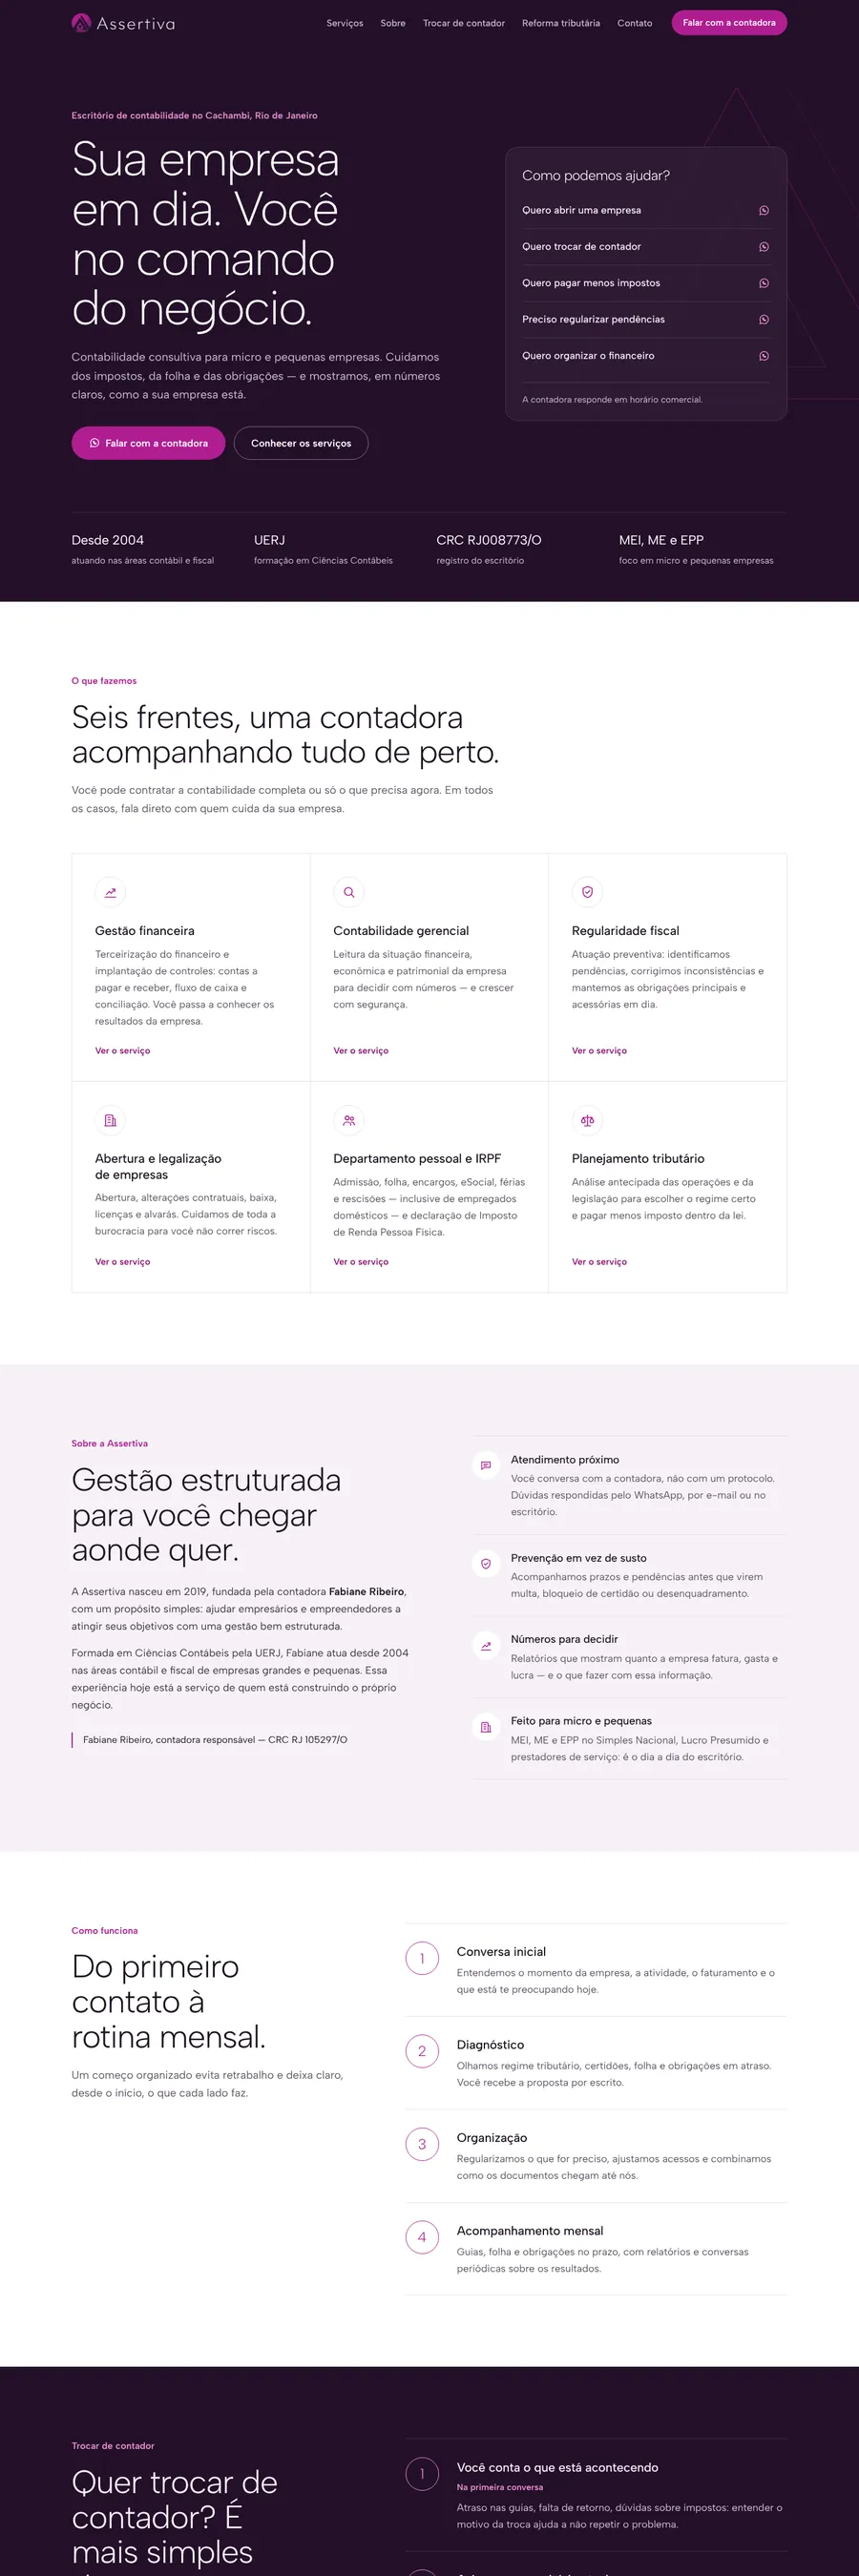 Assertiva
Serviços
Sobre
Trocar de contador
Reforma tributária
Contato
Falar com a contadora
Escritório de contabilidade no Cachambi, Rio de Janeiro
Sua empresa
em dia. Você
no comando
do negócio.
Contabilidade consultiva para micro e pequenas empresas. Cuidamos
dos impostos, da folha e das obrigações — e mostramos, em números
claros, como a sua empresa está.
Falar com a contadora
Conhecer os serviços
Como podemos ajudar?
Quero abrir uma empresa
Quero trocar de contador
Quero pagar menos impostos
Preciso regularizar pendências
Quero organizar o financeiro
A contadora responde em horário comercial.
Desde 2004
atuando nas áreas contábil e fiscal
UERJ
formação em Ciências Contábeis
CRC RJ008773/O
registro do escritório
MEI, ME e EPP
foco em micro e pequenas empresas
O que fazemos
Seis frentes, uma contadora
acompanhando tudo de perto.
Você pode contratar a contabilidade completa ou só o que precisa agora. Em todos
os casos, fala direto com quem cuida da sua empresa.
Gestão financeira
Terceirização do financeiro e
implantação de controles: contas a
pagar e receber, fluxo de caixa e
conciliação. Você passa a conhecer os
resultados da empresa.
Ver o serviço
Contabilidade gerencial
Leitura da situação financeira,
econômica e patrimonial da empresa
para decidir com números — e crescer
com segurança.
Ver o serviço
Regularidade fiscal
Atuação preventiva: identificamos
pendências, corrigimos inconsistências e
mantemos as obrigações principais e
acessórias em dia.
Ver o serviço
Abertura e legalização
de empresas
Abertura, alterações contratuais, baixa,
licenças e alvarás. Cuidamos de toda a
burocracia para você não correr riscos.
Ver o serviço
Departamento pessoal e IRPF
Admissão, folha, encargos, eSocial, férias
e rescisões — inclusive de empregados
domésticos — e declaração de Imposto
de Renda Pessoa Física.
Ver o serviço
Planejamento tributário
Análise antecipada das operações e da
legislação para escolher o regime certo
e pagar menos imposto dentro da lei.
Ver o serviço
Sobre a Assertiva
Gestão estruturada
para você chegar
aonde quer.
A Assertiva nasceu em 2019, fundada pela contadora Fabiane Ribeiro,
com um propósito simples: ajudar empresários e empreendedores a
atingir seus objetivos com uma gestão bem estruturada.
Formada em Ciências Contábeis pela UERJ, Fabiane atua desde 2004
nas áreas contábil e fiscal de empresas grandes e pequenas. Essa
experiência hoje está a serviço de quem está construindo o próprio
negócio.
Fabiane Ribeiro, contadora responsável — CRC RJ 105297/O
Atendimento próximo
Você conversa com a contadora, não com um protocolo.
Dúvidas respondidas pelo WhatsApp, por e-mail ou no
escritório.
Prevenção em vez de susto
Acompanhamos prazos e pendências antes que virem
multa, bloqueio de certidão ou desenquadramento.
Números para decidir
Relatórios que mostram quanto a empresa fatura, gasta e
lucra — e o que fazer com essa informação.
Feito para micro e pequenas
MEI, ME e EPP no Simples Nacional, Lucro Presumido e
prestadores de serviço: é o dia a dia do escritório.
Como funciona
Do primeiro
contato à
rotina mensal.
Um começo organizado evita retrabalho e deixa claro,
desde o início, o que cada lado faz.
1
Conversa inicial
Entendemos o momento da empresa, a atividade, o faturamento e o
que está te preocupando hoje.
2
Diagnóstico
Olhamos regime tributário, certidões, folha e obrigações em atraso.
Você recebe a proposta por escrito.
3
Organização
Regularizamos o que for preciso, ajustamos acessos e combinamos
como os documentos chegam até nós.
4
Acompanhamento mensal
Guias, folha e obrigações no prazo, com relatórios e conversas
periódicas sobre os resultados.
Trocar de contador
Quer trocar de
contador? É
mais simples
1
Você conta o que está acontecendo
Na primeira conversa
Atraso nas guias, falta de retorno, dúvidas sobre impostos: entender o
motivo da troca ajuda a não repetir o problema.